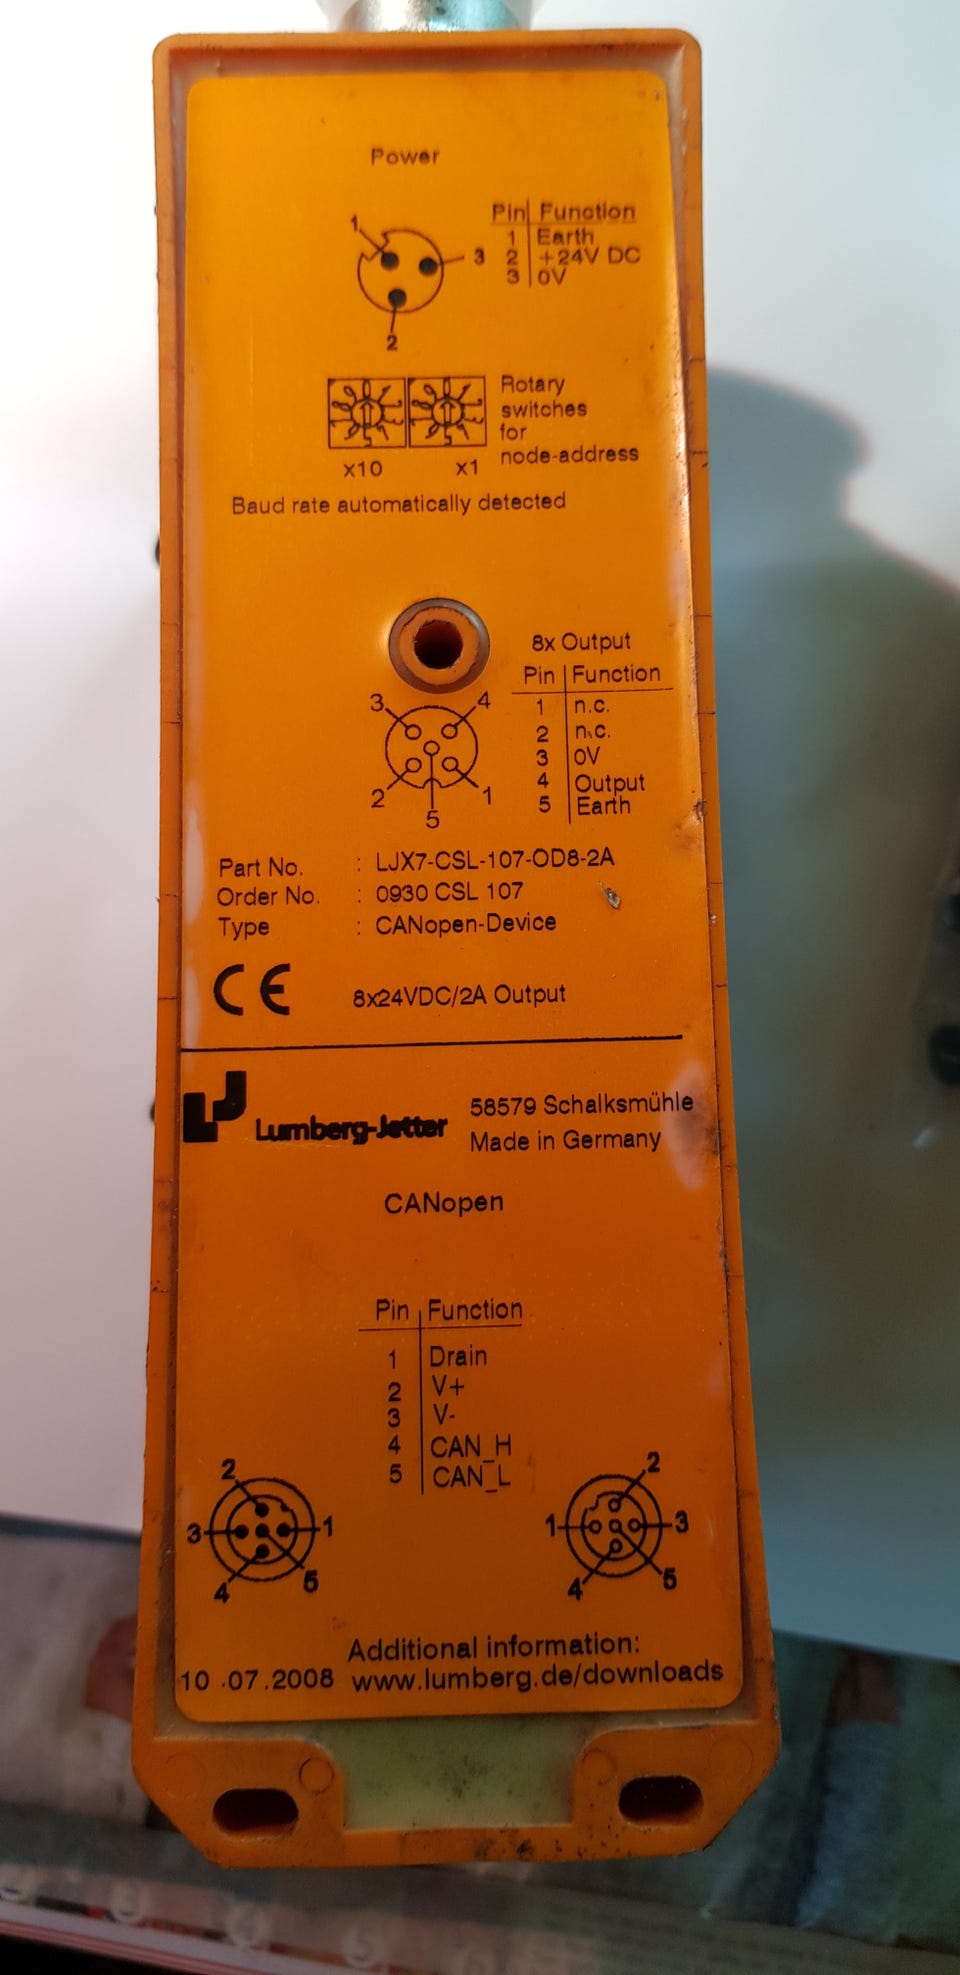 Power
1
3
2
Pin Function
1 Earth
2 +24V DC
3 0V
Rotary
switches
for
node-address
x10 x1
Baud rate automatically detected
8x Output
Pin Function
1 n.c.
2 n.c.
3 0V
4 Output
5 Earth
3 4
2 1
5
Part No. : LJX7-CSL-107-OD8-2A
Order No. : 0930 CSL 107
Type : CANopen-Device
CE 8x24VDC/2A Output
Lumberg-Jetter
58579 Schalksmühle
Made in Germany
CANopen
Pin Function
1 Drain
2 V+
3 V-
4 CAN_H
5 CAN_L
2
3 1
4 5
2
1 3
4 5
Additional information:
10.07.2008 www.lumberg.de/downloads